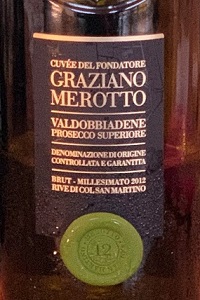 CUVÉE DEL FONDATORE
GRAZIANO
MEROTTO
VALDOBBIADENE
PROSECCO SUPERIORE
DENOMINAZIONE DI ORIGINE
CONTROLLATA E GARANTITA
BRUT - MILLESIMATO 2012
RIVE DI COL SAN MARTINO
12